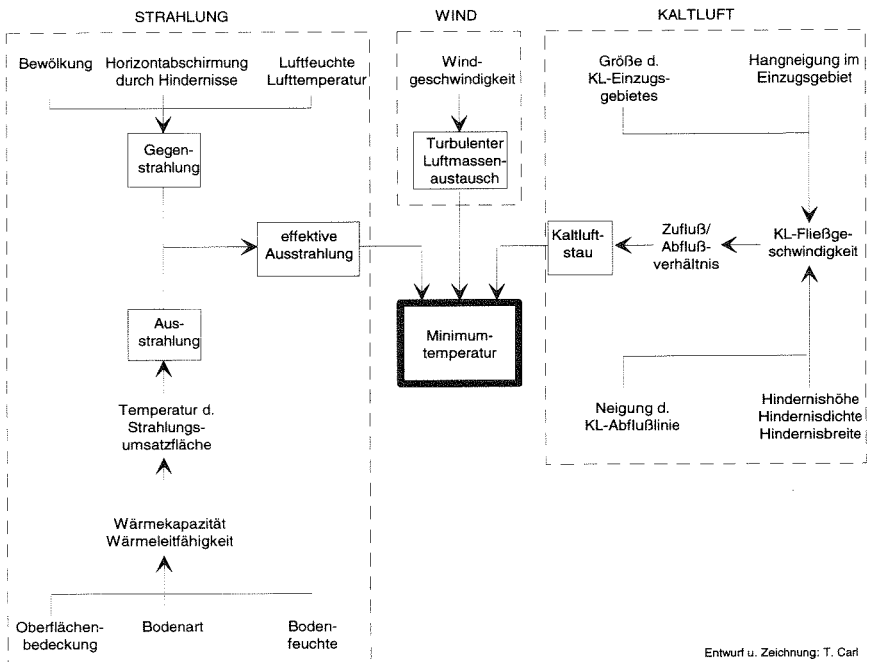 STRAHLUNG
Bewölkung
Horizontabschirmung
durch Hindernisse
Luftfeuchte
Lufttemperatur
Gegen-
strahlung
effektive
Ausstrahlung
Aus-
strahlung
Temperatur d.
Strahlungs-
umsatzfläche
Wärmekapazität
Wärmeleitfähigkeit
Oberflächen-
bedeckung
Bodenart
Boden-
feuchte
WIND
Wind-
geschwindigkeit
Turbulenter
Luftmassen-
austausch
Minimum-
temperatur
KALTLUFT
Größe d.
KL-Einzugs-
gebietes
Hangneigung im
Einzugsgebiet
Kaltluft-
stau
Zufluß/
Abfluß-
verhältnis
KL-Fließge-
schwindigkeit
Neigung d.
KL-Abflußlinie
Hindernishöhe
Hindernisdichte
Hindernisbreite
Entwurf u. Zeichnung: T. Carl